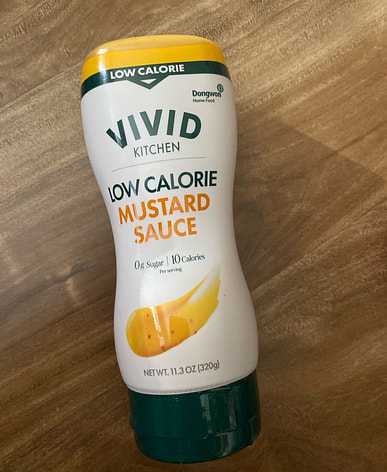 LOW CALORIE
Dongwon
Home Food
VIVID
KITCHEN
LOW CALORIE
MUSTARD
SAUCE
0g Sugar | 10 Calories
Per serving
NET WT. 11.3 OZ (320g)